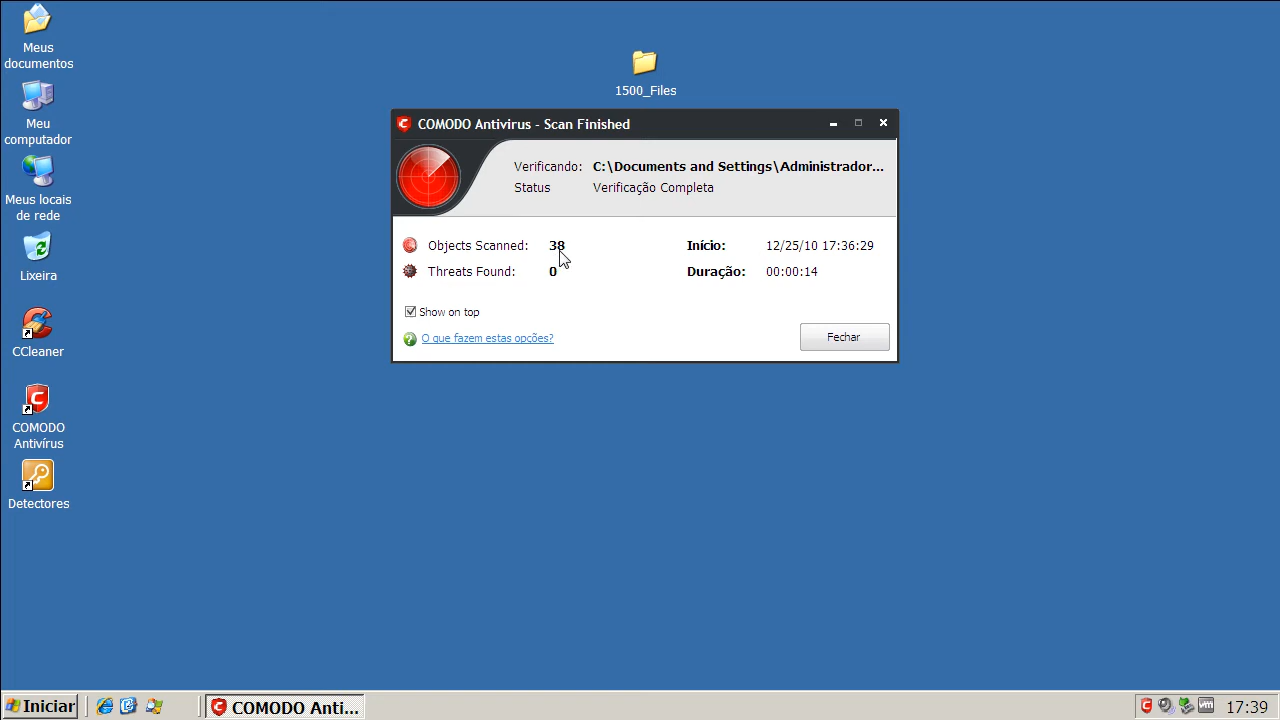 Meus
documentos
Meu
computador
Meus locais
de rede
Lixeira
CCleaner
COMODO
Antivírus
Detectores
1500_Files
COMODO Antivirus - Scan Finished
Verificando: C:\Documents and Settings\Administrador...
Status Verificação Completa
Objects Scanned: 38 Início: 12/25/10 17:36:29
Threats Found: 0 Duração: 00:00:14
Show on top
O que fazem estas opções?
Fechar
Iniciar
COMODO Anti...
17:39